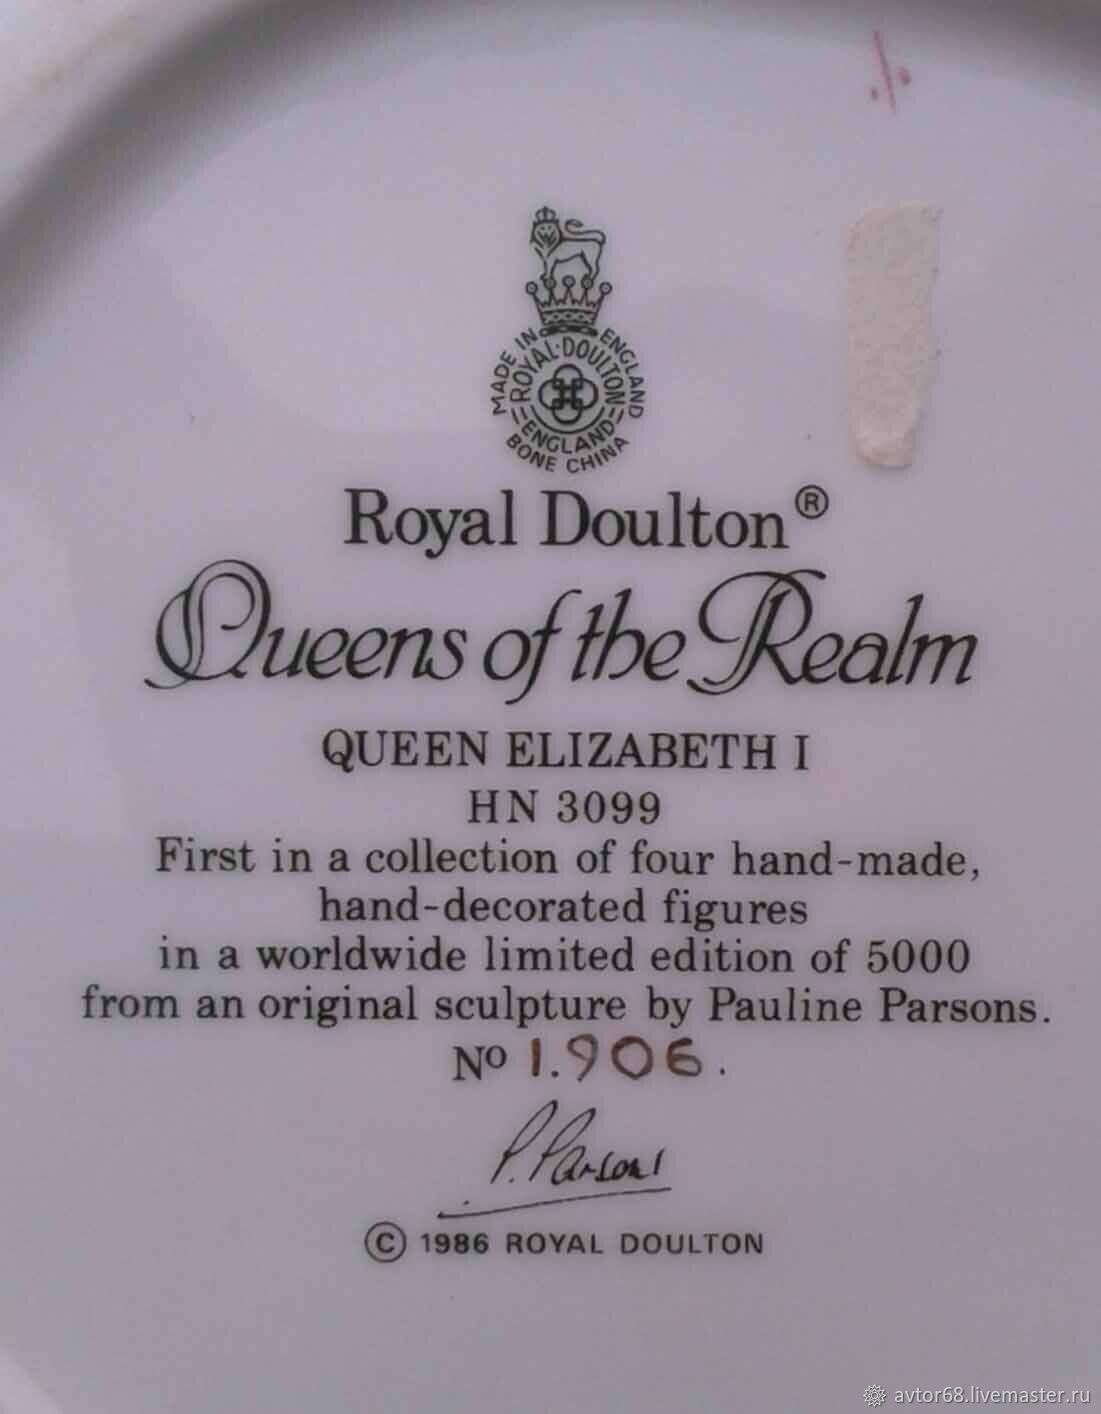 MADE IN ENGLAND
ROYAL·DOULTON
ENGLAND
BONE CHINA
Royal Doulton®
Queens of the Realm
QUEEN ELIZABETH I
HN 3099
First in a collection of four hand-made,
hand-decorated figures
in a worldwide limited edition of 5000
from an original sculpture by Pauline Parsons.
Nº 1.906.
P. Parsons
© 1986 ROYAL DOULTON
avtor68.livemaster.ru